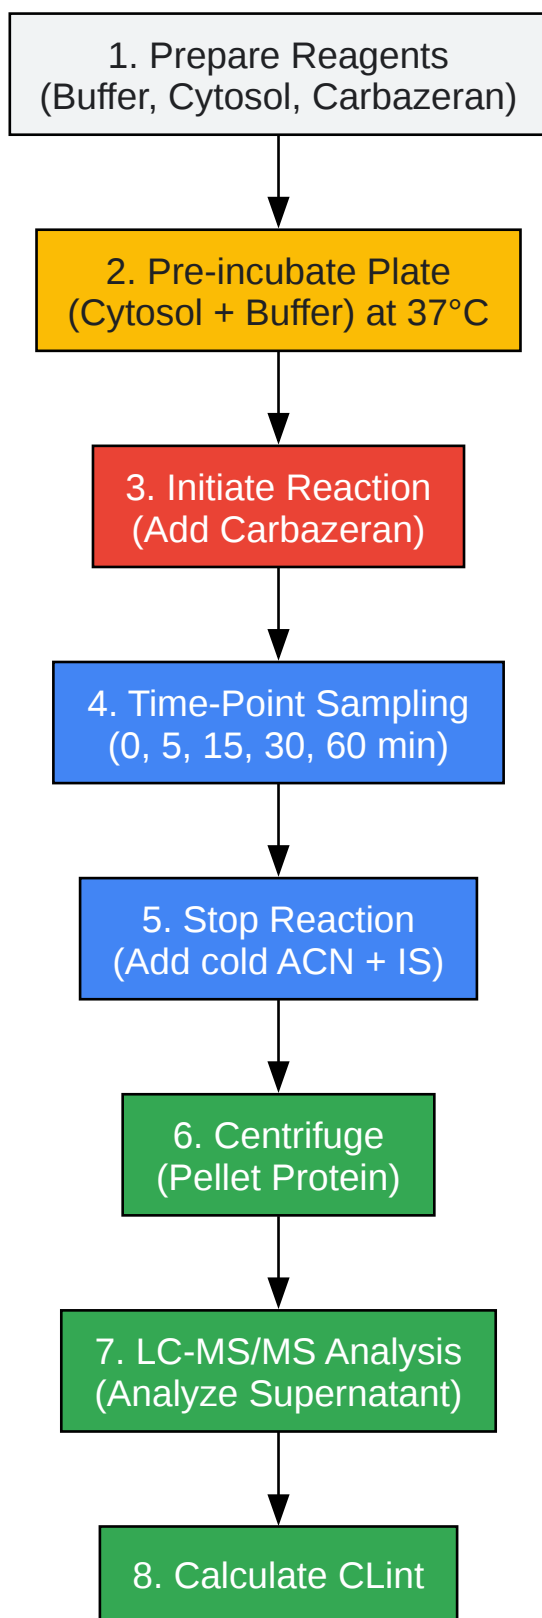 1. Prepare Reagents
(Buffer, Cytosol, Carbazeran)
2. Pre-incubate Plate
(Cytosol + Buffer) at 37°C
3. Initiate Reaction
(Add Carbazeran)
4. Time-Point Sampling
(0, 5, 15, 30, 60 min)
5. Stop Reaction
(Add cold ACN + IS)
6. Centrifuge
(Pellet Protein)
7. LC-MS/MS Analysis
(Analyze Supernatant)
8. Calculate CLint